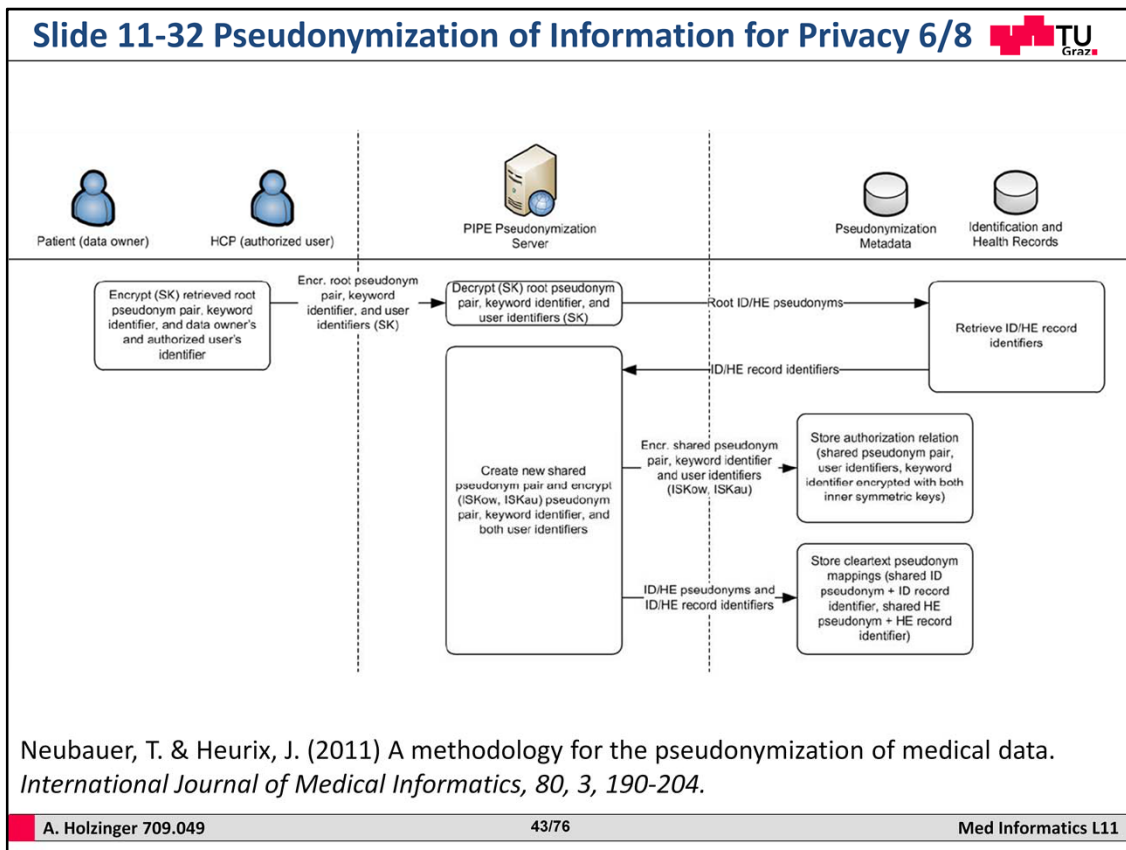 Slide 11-32 Pseudonymization of Information for Privacy 6/8
TU
Graz
Patient (data owner)
HCP (authorized user)
PIPE Pseudonymization
Server
Pseudonymization
Metadata
Identification and
Health Records
Encrypt (SK) retrieved root
pseudonym pair, keyword
identifier, and data owner's
and authorized user's
identifier
Encr. root pseudonym
pair, keyword
identifier, and user
identifiers (SK)
Decrypt (SK) root pseudonym
pair, keyword identifier, and
user identifiers (SK)
Root ID/HE pseudonyms
Retrieve ID/HE record
identifiers
ID/HE record identifiers
Create new shared
pseudonym pair and encrypt
(ISKow, ISKau) pseudonym
pair, keyword identifier, and
both user identifiers
Encr. shared pseudonym
pair, keyword identifier
and user identifiers
(ISKow, ISKau)
Store authorization relation
(shared pseudonym pair,
user identifiers, keyword
identifier encrypted with both
inner symmetric keys)
ID/HE pseudonyms and
ID/HE record identifiers
Store cleartext pseudonym
mappings (shared ID
pseudonym + ID record
identifier, shared HE
pseudonym + HE record
identifier)
Neubauer, T. & Heurix, J. (2011) A methodology for the pseudonymization of medical data.
International Journal of Medical Informatics, 80, 3, 190-204.
A. Holzinger 709.049
43/76
Med Informatics L11